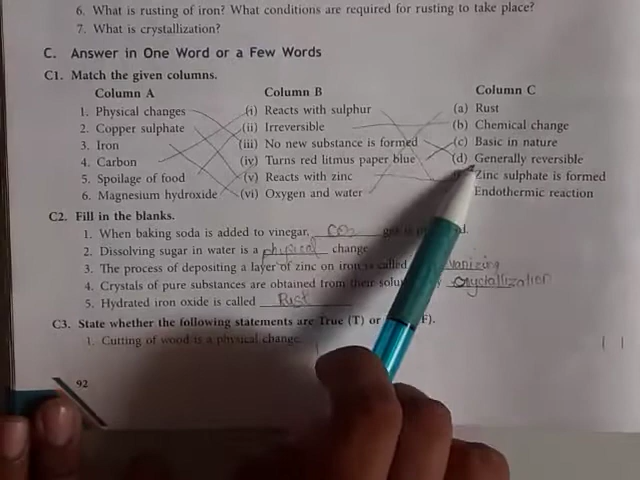 6. What is rusting of iron? What conditions are required for rusting to take place?
7. What is crystallization?
C. Answer in One Word or a Few Words
C1. Match the given columns.
Column A Column B Column C
1. Physical changes (i) Reacts with sulphur (a) Rust
2. Copper sulphate (ii) Irreversible (b) Chemical change
3. Iron (iii) No new substance is formed (c) Basic in nature
4. Carbon (iv) Turns red litmus paper blue (d) Generally reversible
5. Spoilage of food (v) Reacts with zinc Zinc sulphate is formed
6. Magnesium hydroxide (vi) Oxygen and water Endothermic reaction
C2. Fill in the blanks.
1. When baking soda is added to vinegar, CO2
2. Dissolving sugar in water is a physical change
3. The process of depositing a layer of zinc on iron is called vanizing
4. Crystals of pure substances are obtained from their solu
5. Hydrated iron oxide is called Rust
C3. State whether the following statements are True (T) or F).
1. Cutting of wood is a physical change. ( )
92